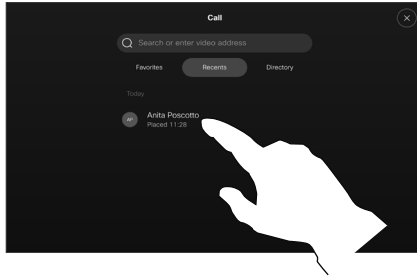 Call
Search or enter video address
Favorites Recents Directory
Today
AP Anita Poscotto
Placed 11:28